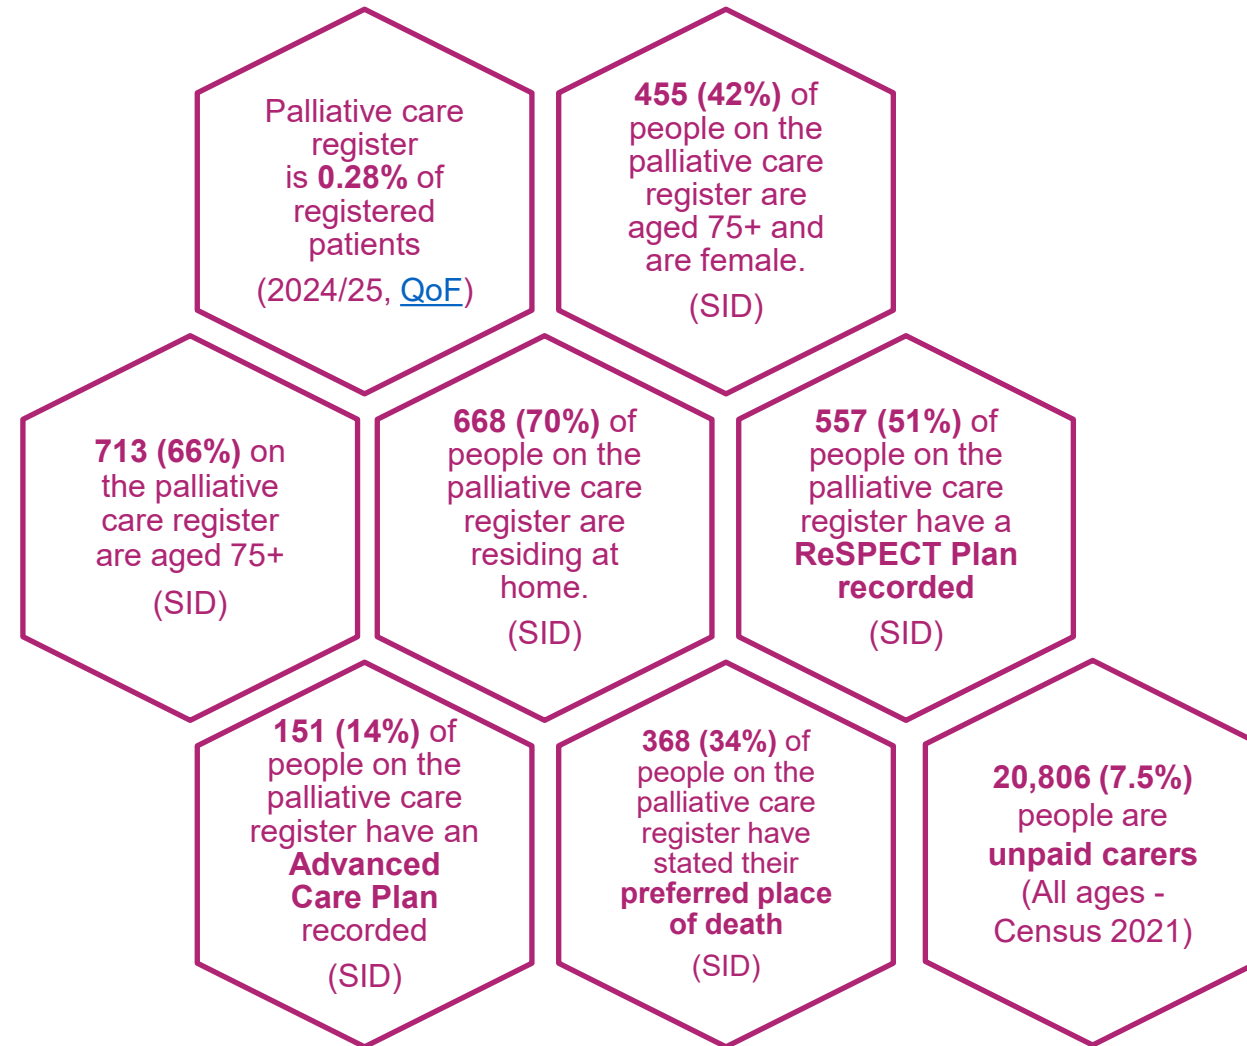 Palliative care
register
is 0.28% of
registered
patients
(2024/25, QoF)
455 (42%) of
people on the
palliative care
register are
aged 75+ and
are female.
(SID)
713 (66%) on
the palliative
care register
are aged 75+
(SID)
668 (70%) of
people on the
palliative care
register are
residing at
home.
(SID)
557 (51%) of
people on the
palliative care
register have a
ReSPECT Plan
recorded
(SID)
151 (14%) of
people on the
palliative care
register have an
Advanced
Care Plan
recorded
(SID)
368 (34%) of
people on the
palliative care
register have
stated their
preferred place
of death
(SID)
20,806 (7.5%)
people are
unpaid carers
(All ages -
Census 2021)